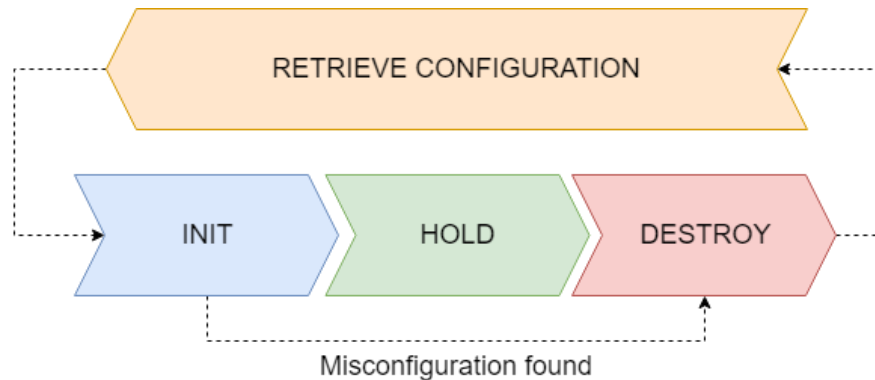 RETRIEVE CONFIGURATION
INIT
HOLD
DESTROY
Misconfiguration found